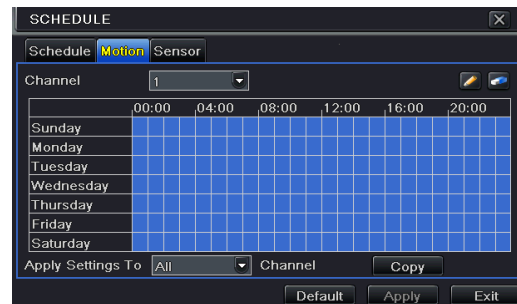 SCHEDULE
Schedule Motion Sensor
Channel 1
00:00 04:00 08:00 12:00 16:00 20:00
Sunday
Monday
Tuesday
Wednesday
Thursday
Friday
Saturday
Apply Settings To All Channel Copy
Default Apply Exit